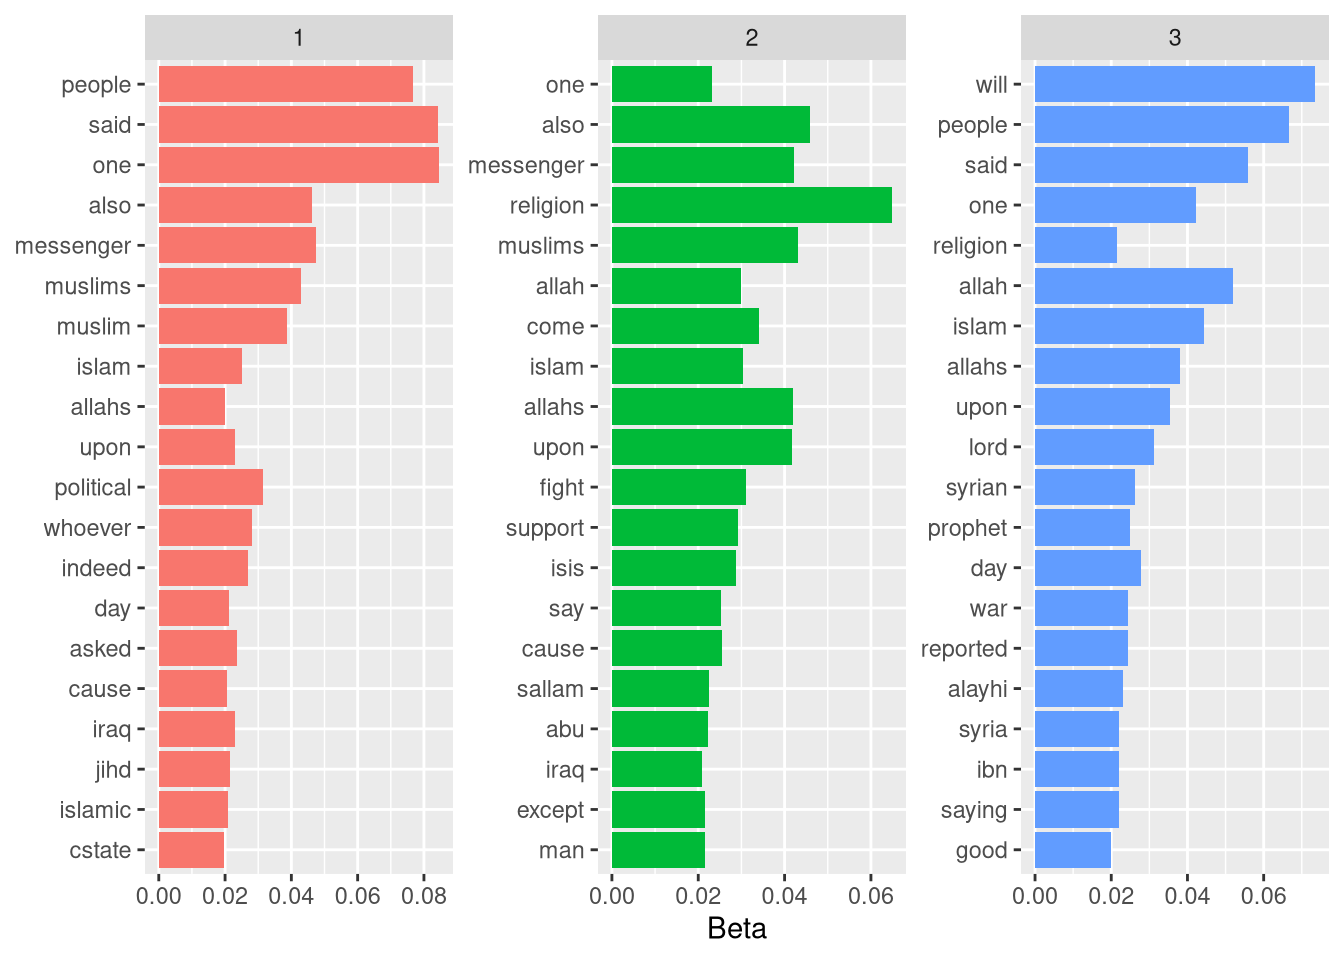 1
people
said
one
also
messenger
muslims
muslim
islam
allahs
upon
political
whoever
indeed
day
asked
cause
iraq
jihd
islamic
cstate
0.00 0.02 0.04 0.06 0.08
2
one
also
messenger
religion
muslims
allah
come
islam
allahs
upon
fight
support
isis
say
cause
sallam
abu
iraq
except
man
0.00 0.02 0.04 0.06
3
will
people
said
one
religion
allah
islam
allahs
upon
lord
syrian
prophet
day
war
reported
alayhi
syria
ibn
saying
good
0.00 0.02 0.04 0.06
Beta